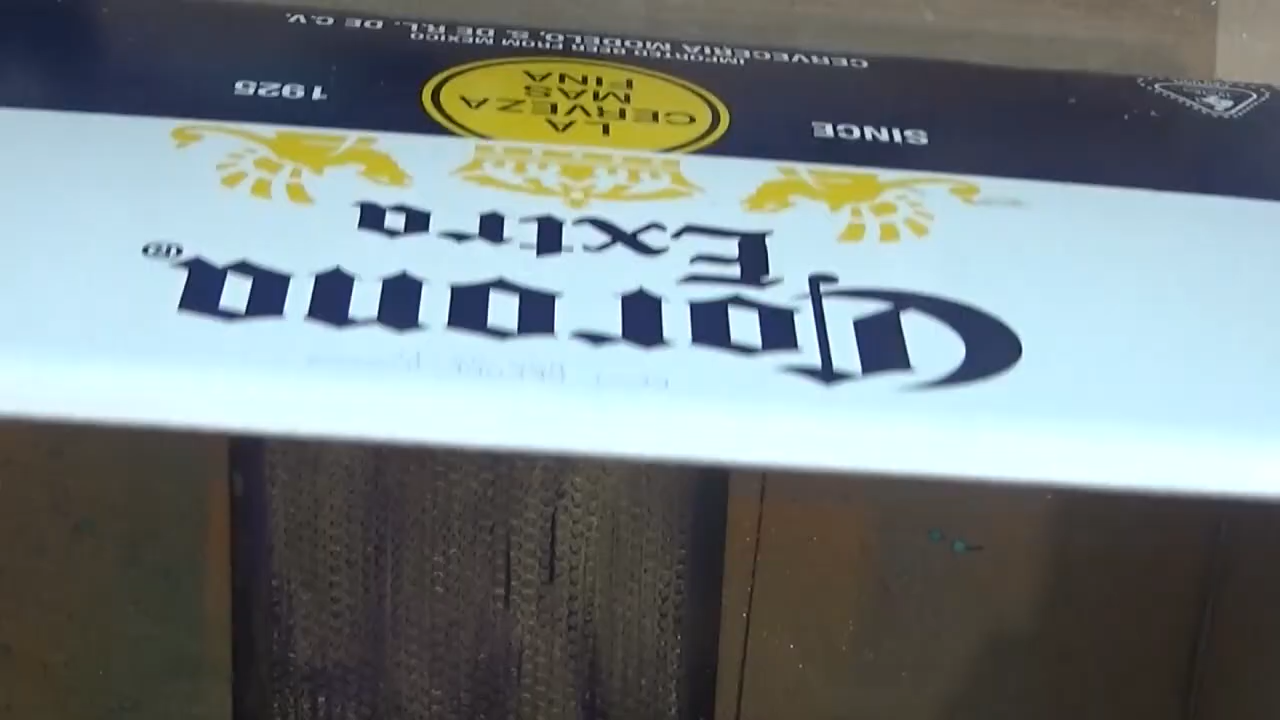 Corona®
Extra
LA
CERVEZA
MAS
FINA
SINCE 1925
IMPORTED BEER FROM MEXICO
CERVECERIA MODELO, S. DE R.L. DE C.V.